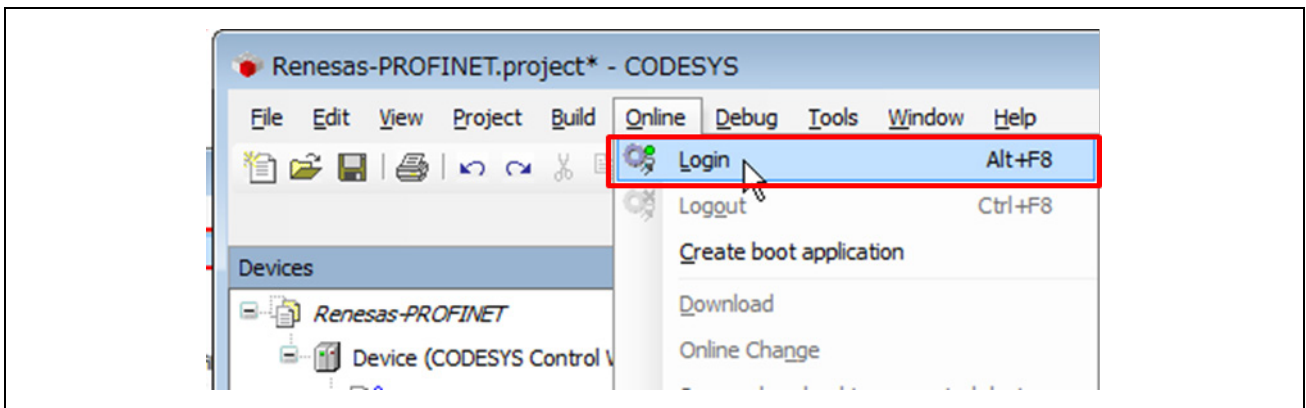 Renesas-PROFINET.project* - CODESYS
File Edit View Project Build Online Debug Tools Window Help
Login Alt+F8
Logout Ctrl+F8
Create boot application
Devices
Download
Renesas-PROFINET
Online Change
Device (CODESYS Control